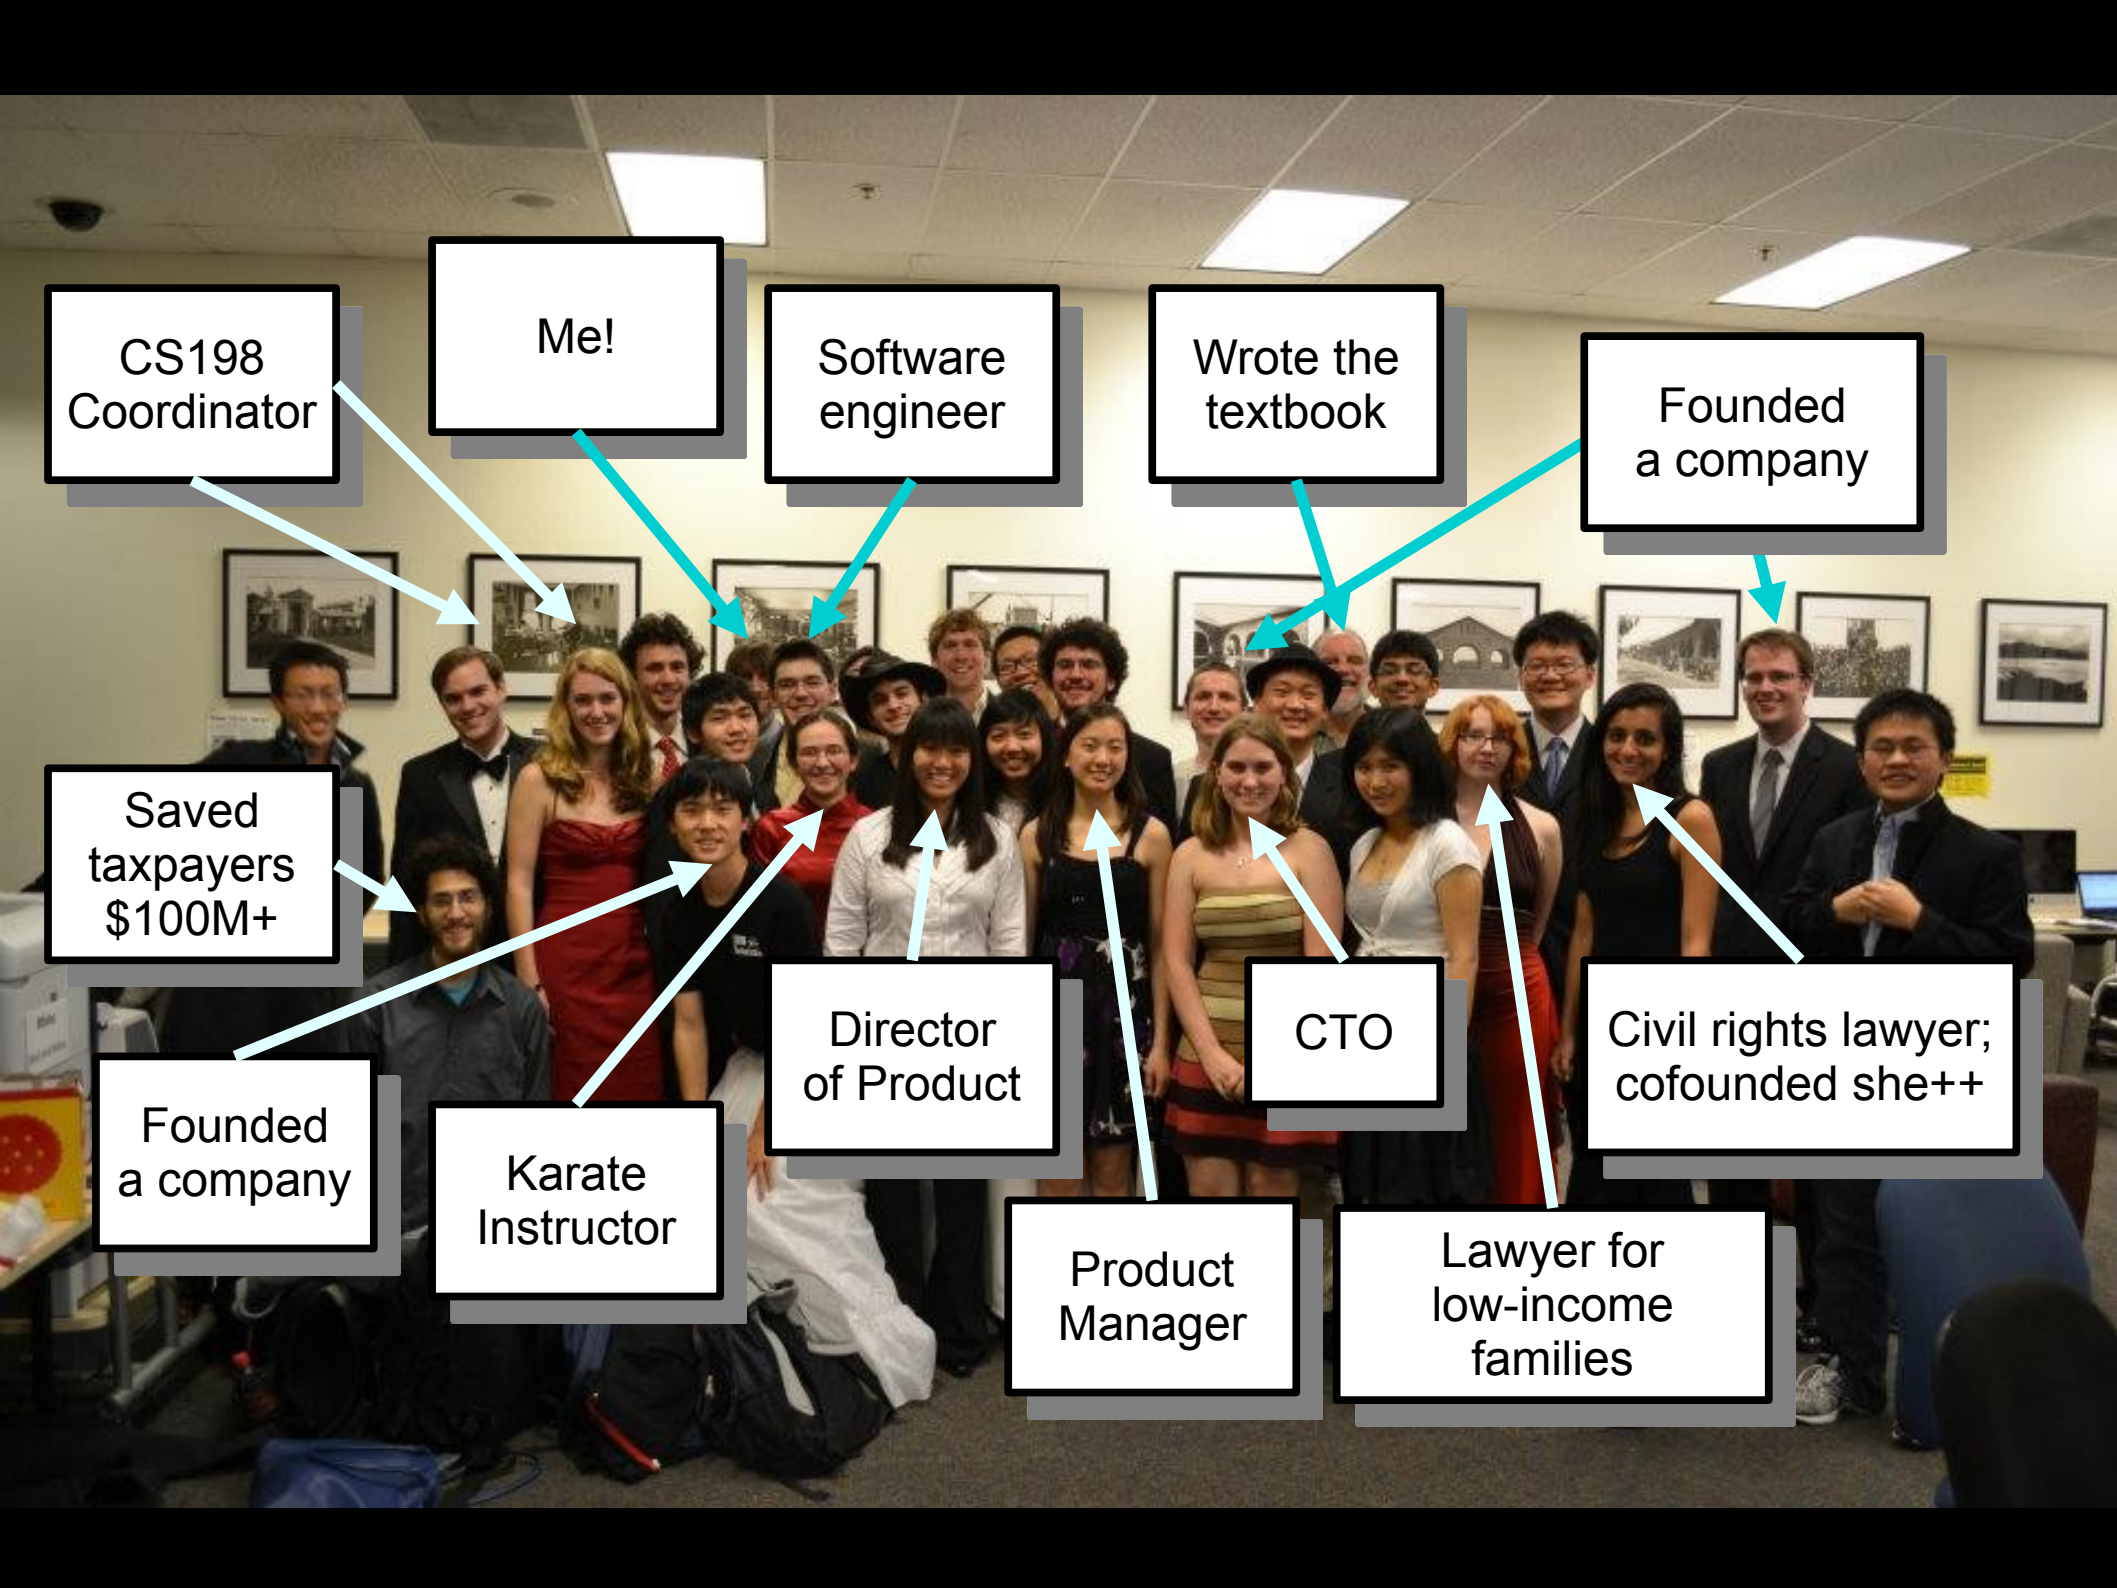 CS198
Coordinator
Me!
Software
engineer
Wrote the
textbook
Founded
a company
Saved
taxpayers
$100M+
Founded
a company
Karate
Instructor
Director
of Product
Product
Manager
CTO
Lawyer for
low-income
families
Civil rights lawyer;
cofounded she++